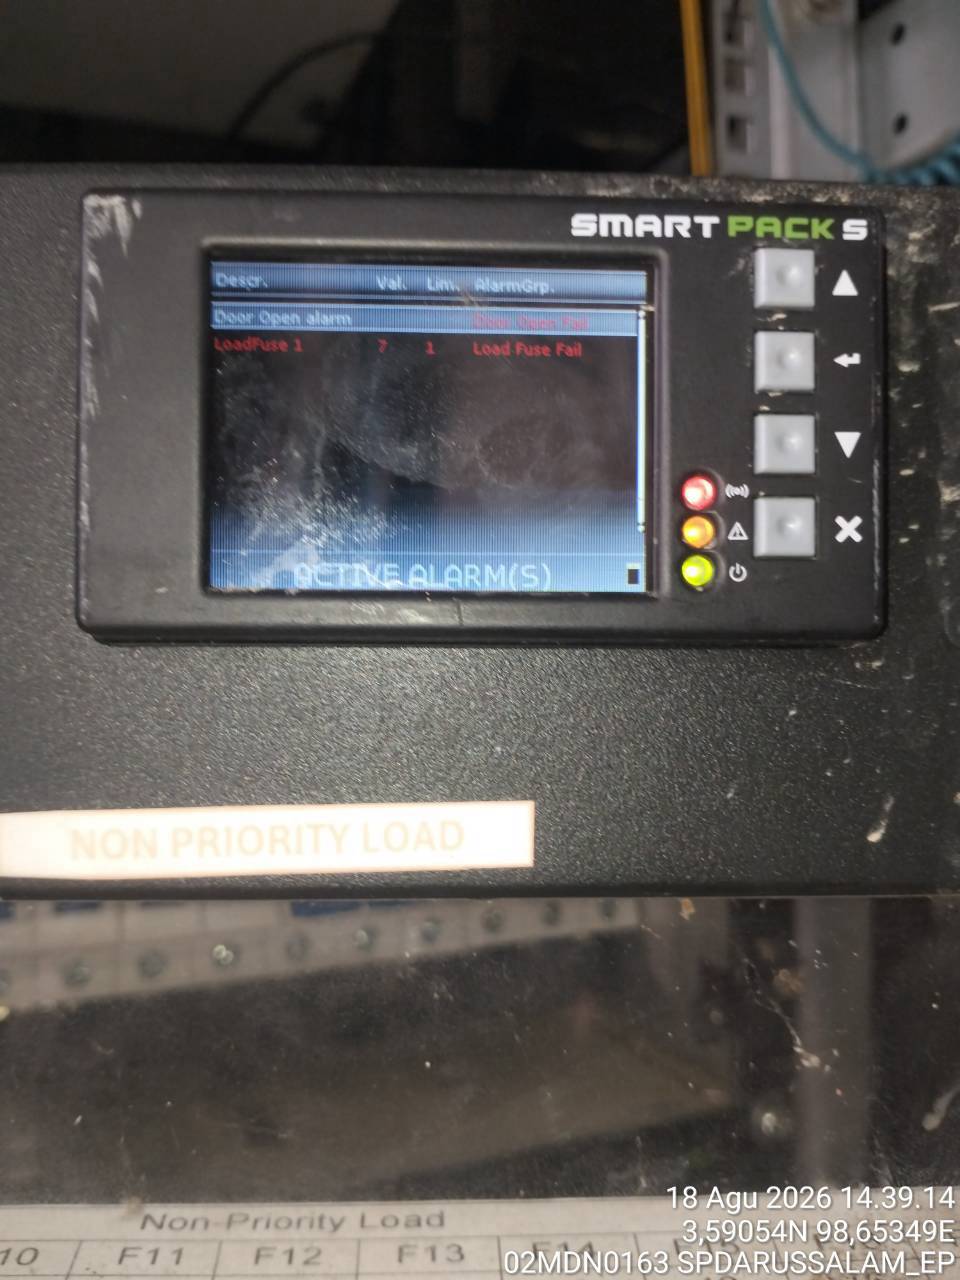 SMART PACK S
Descr. Val. Lim. AlarmGrp.
Door Open alarm Door Open Fail
LoadFuse 1 7 1 Load Fuse Fail
ACTIVE ALARM(S)
NON PRIORITY LOAD
Non-Priority Load
10 F11 F12 F13 F14
18 Agu 2026 14.39.14
3,59054N 98,65349E
02MDN0163 SPDARUSSALAM_EP